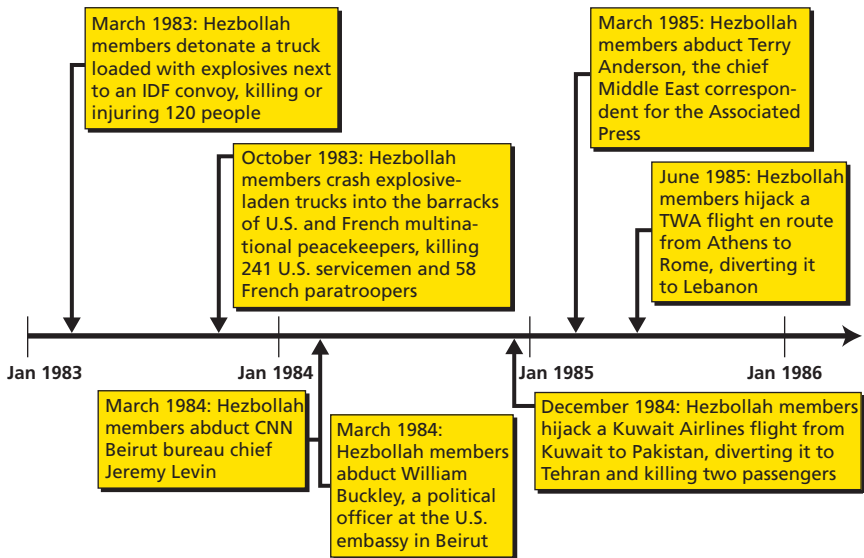 March 1983: Hezbollah
members detonate a truck
loaded with explosives next
to an IDF convoy, killing or
injuring 120 people
March 1985: Hezbollah
members abduct Terry
Anderson, the chief
Middle East correspon-
dent for the Associated
Press
October 1983: Hezbollah
members crash explosive-
laden trucks into the barracks
of U.S. and French multina-
tional peacekeepers, killing
241 U.S. servicemen and 58
French paratroopers
June 1985: Hezbollah
members hijack a
TWA flight en route
from Athens to
Rome, diverting it
to Lebanon
Jan 1983
Jan 1984
Jan 1985
Jan 1986
March 1984: Hezbollah
members abduct CNN
Beirut bureau chief
Jeremy Levin
March 1984:
Hezbollah members
abduct William
Buckley, a political
officer at the U.S.
embassy in Beirut
December 1984: Hezbollah members
hijack a Kuwait Airlines flight from
Kuwait to Pakistan, diverting it to
Tehran and killing two passengers